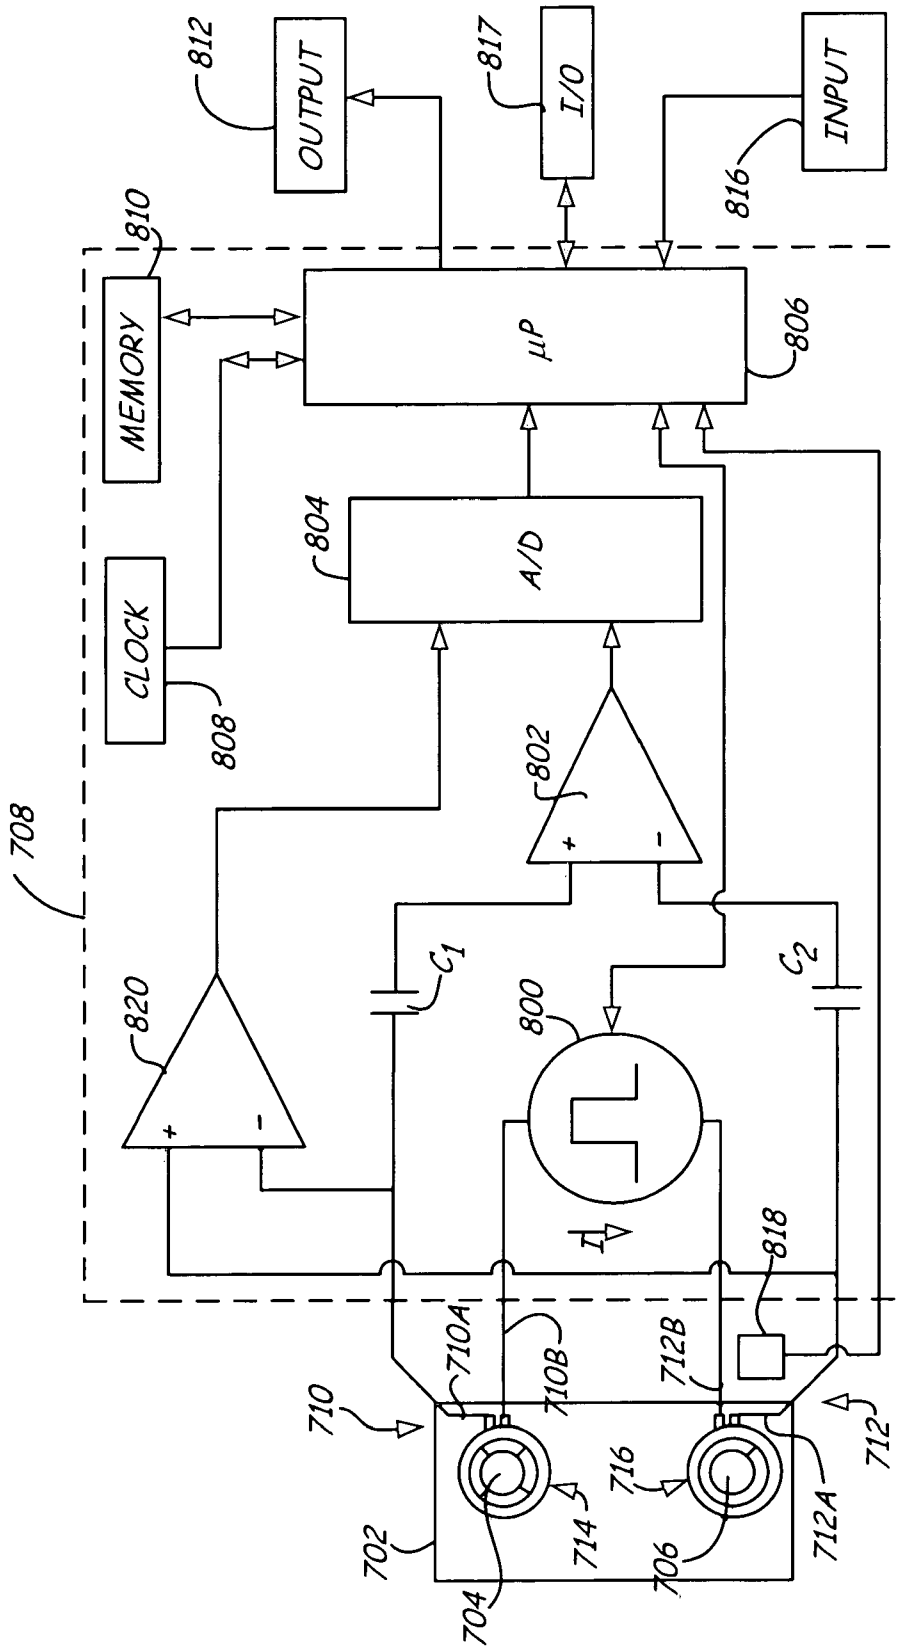 708
MEMORY
810
OUTPUT
812
I/O
817
INPUT
816
CLOCK
808
µP
806
A/D
804
820
+
-
802
+
-
C1
C2
800
I
818
710
710A
710B
712B
712
712A
702
704
706
714
716